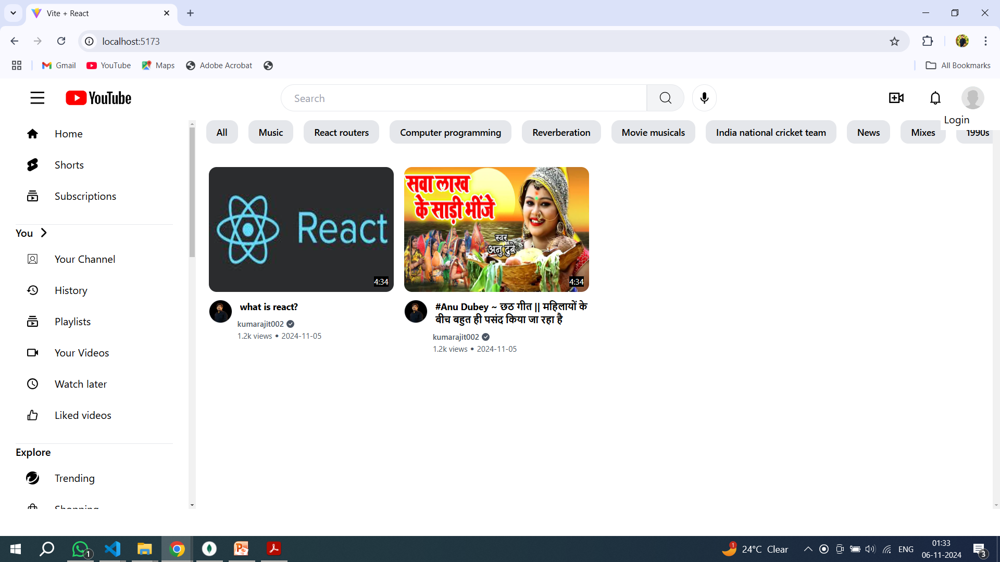 Vite + React
localhost:5173
Gmail YouTube Maps Adobe Acrobat All Bookmarks
YouTube
Search
Login
Home
Shorts
Subscriptions
You
Your Channel
History
Playlists
Your Videos
Watch later
Liked videos
Explore
Trending
Shopping
All Music React routers Computer programming Reverberation Movie musicals India national cricket team News Mixes 1990s
React
4:34
what is react?
kumarajit002
1.2k views • 2024-11-05
सवा लाख
के साड़ी भींजे
स्वर
अनु दुबे
4:34
#Anu Dubey ~ छठ गीत || महिलायों के
बीच बहुत ही पसंद किया जा रहा है
kumarajit002
1.2k views • 2024-11-05
1
1
24°C Clear
ENG
01:33
06-11-2024
3